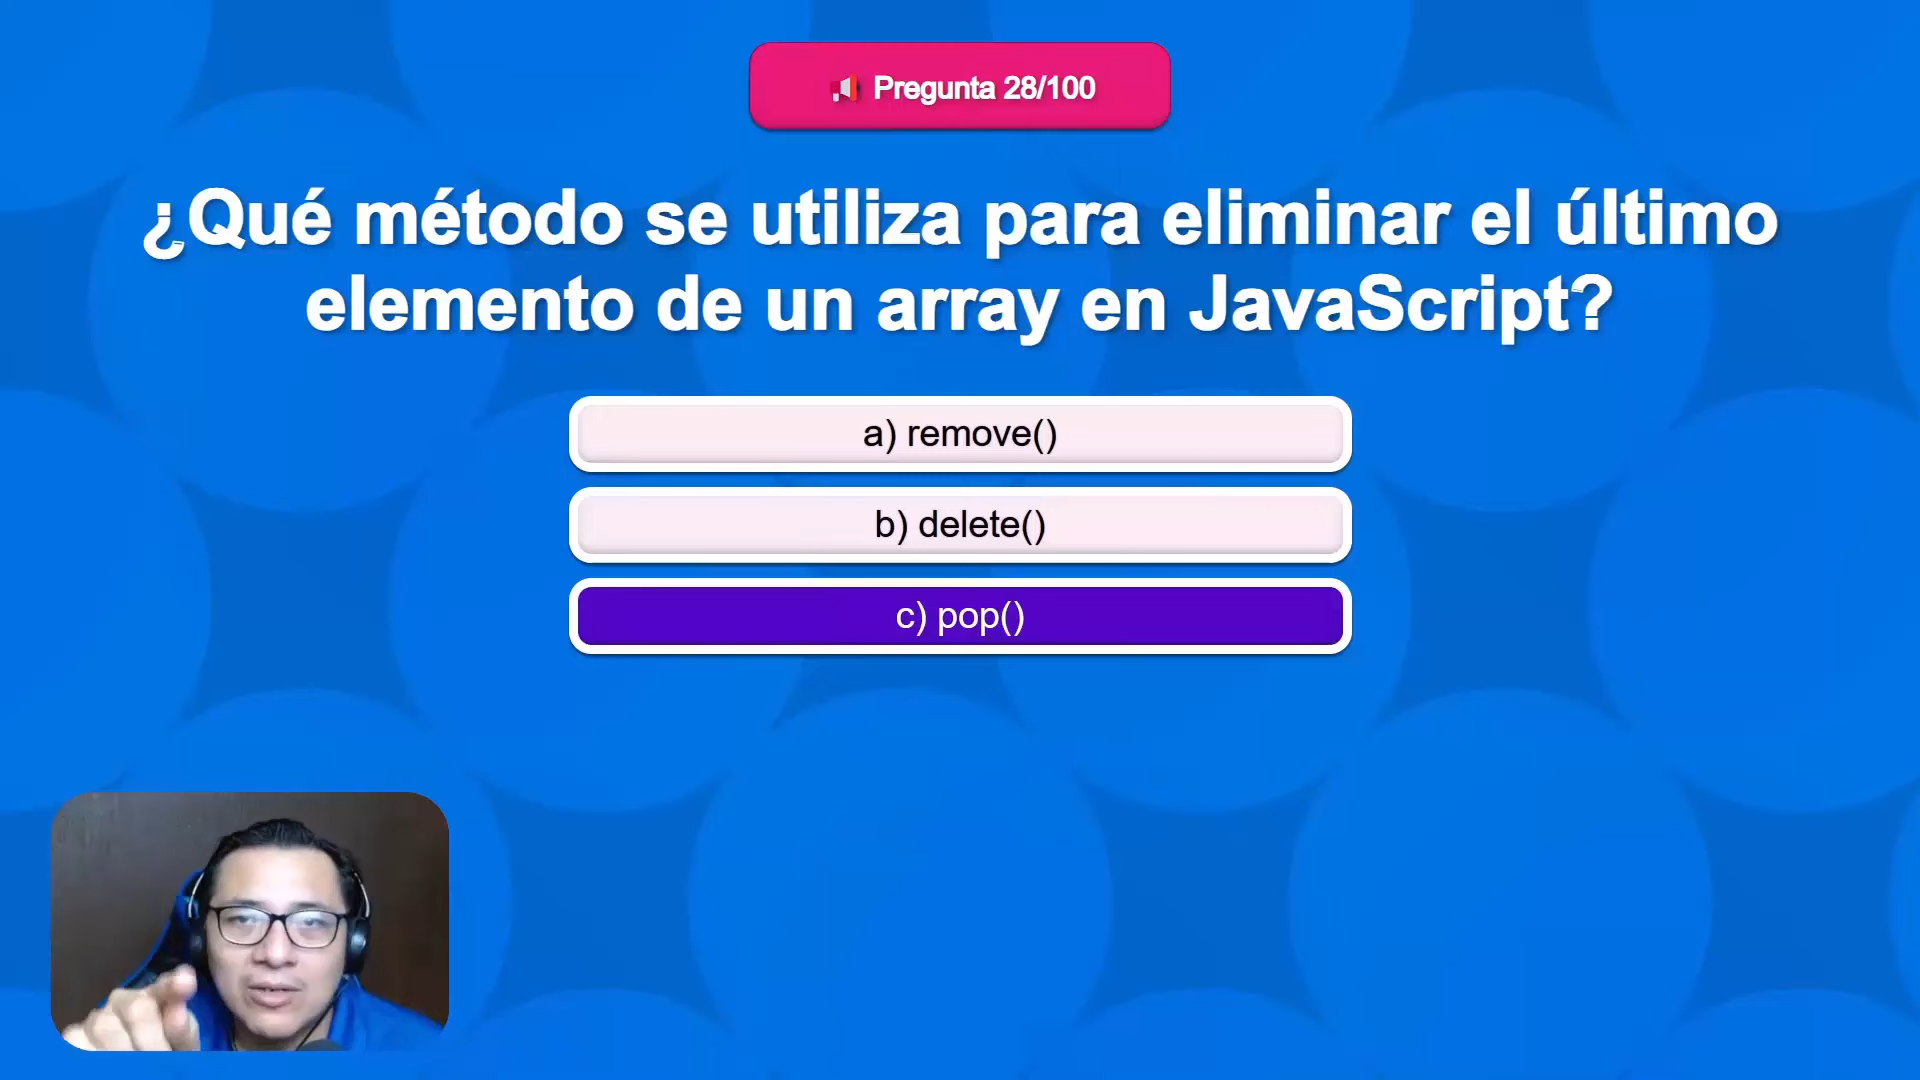 Pregunta 28/100
¿Qué método se utiliza para eliminar el último
elemento de un array en JavaScript?
a) remove()
b) delete()
c) pop()